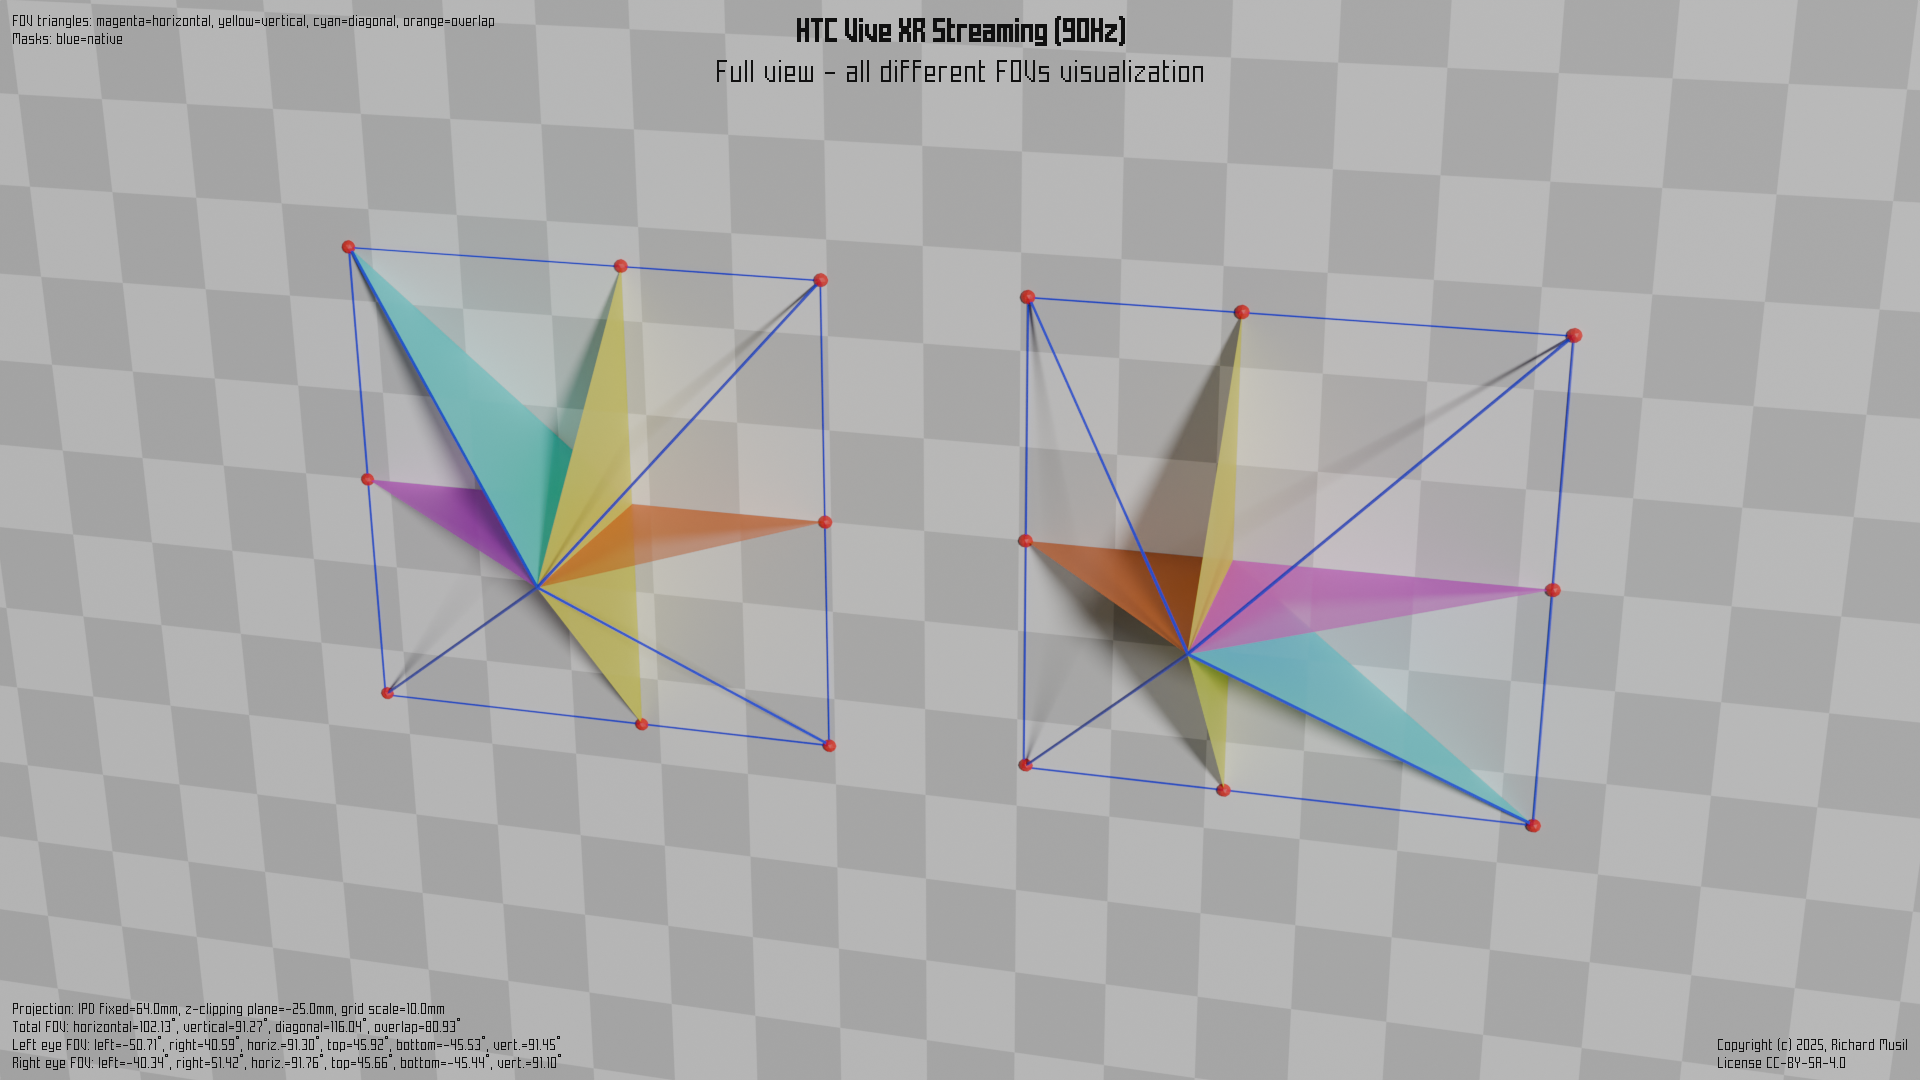 FOV triangles: magenta=horizontal, yellow=vertical, cyan=diagonal, orange=overlap
Masks: blue=native
HTC Vive XR Streaming (90Hz)
Full view - all different FOVs visualization
Projection: IPD fixed=64.0mm, z-clipping plane=-25.0mm, grid scale=10.0mm
Total FOV: horizontal=102.13°, vertical=91.27°, diagonal=116.04°, overlap=80.93°
Left eye FOV: left=-50.71°, right=40.59°, horiz.=91.30°, top=45.92°, bottom=-45.53°, vert.=91.45°
Right eye FOV: left=-40.34°, right=51.42°, horiz.=91.76°, top=45.66°, bottom=-45.44°, vert.=91.10°
Copyright (c) 2025, Richard Musil
License CC-BY-SA-4.0